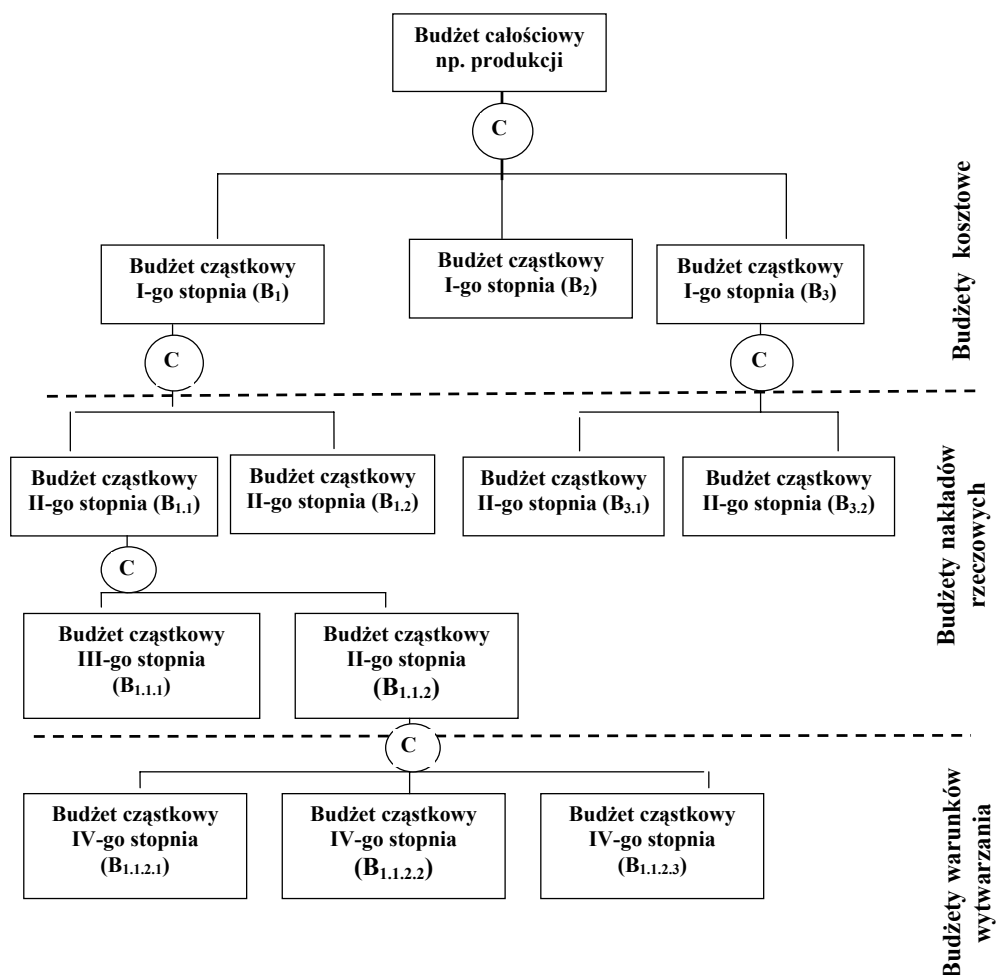 Budżet całościowy
np. produkcji
C
Budżet cząstkowy
I-go stopnia (B₁)
Budżet cząstkowy
I-go stopnia (B₂)
Budżet cząstkowy
I-go stopnia (B₃)
Budżety kosztowe
C
C
Budżet cząstkowy
II-go stopnia (B₁.₁)
Budżet cząstkowy
II-go stopnia (B₁.₂)
Budżet cząstkowy
II-go stopnia (B₃.₁)
Budżet cząstkowy
II-go stopnia (B₃.₂)
Budżety nakładów
rzeczowych
C
Budżet cząstkowy
III-go stopnia
(B₁.₁.₁)
Budżet cząstkowy
II-go stopnia
(B₁.₁.₂)
C
Budżet cząstkowy
IV-go stopnia
(B₁.₁.₂.₁)
Budżet cząstkowy
IV-go stopnia
(B₁.₁.₂.₂)
Budżet cząstkowy
IV-go stopnia
(B₁.₁.₂.₃)
Budżety warunków
wytwarzania